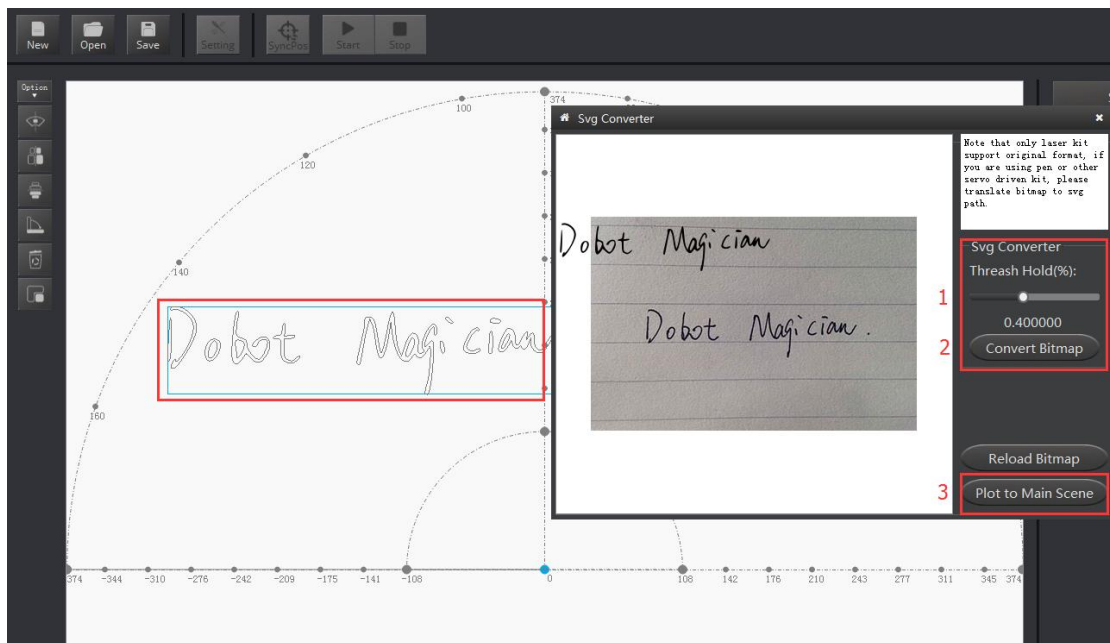 New Open Save Setting SyncPos Start Stop
Option
374
100
120
140
160
Dobot Magician
Svg Converter
Dobot Magician
Dobot Magician.
Note that only laser kit
support original format, if
you are using pen or other
servo driven kit, please
translate bitmap to svg
path.
Svg Converter
Threash Hold(%):
1
0.400000
2 Convert Bitmap
Reload Bitmap
3 Plot to Main Scene
374 -344 -310 -276 -242 -209 -175 -141 -108 0 108 142 176 210 243 277 311 345 374